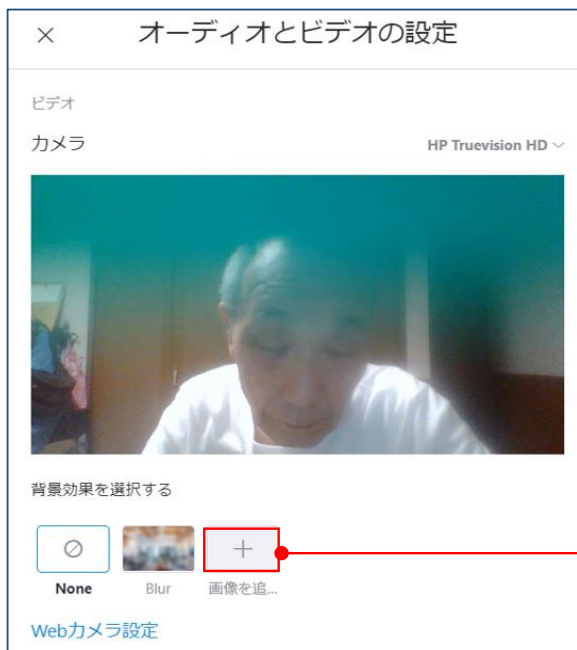 × オーディオとビデオの設定
ビデオ
カメラ HP Truevision HD
背景効果を選択する
None Blur 画像を追...
Webカメラ設定